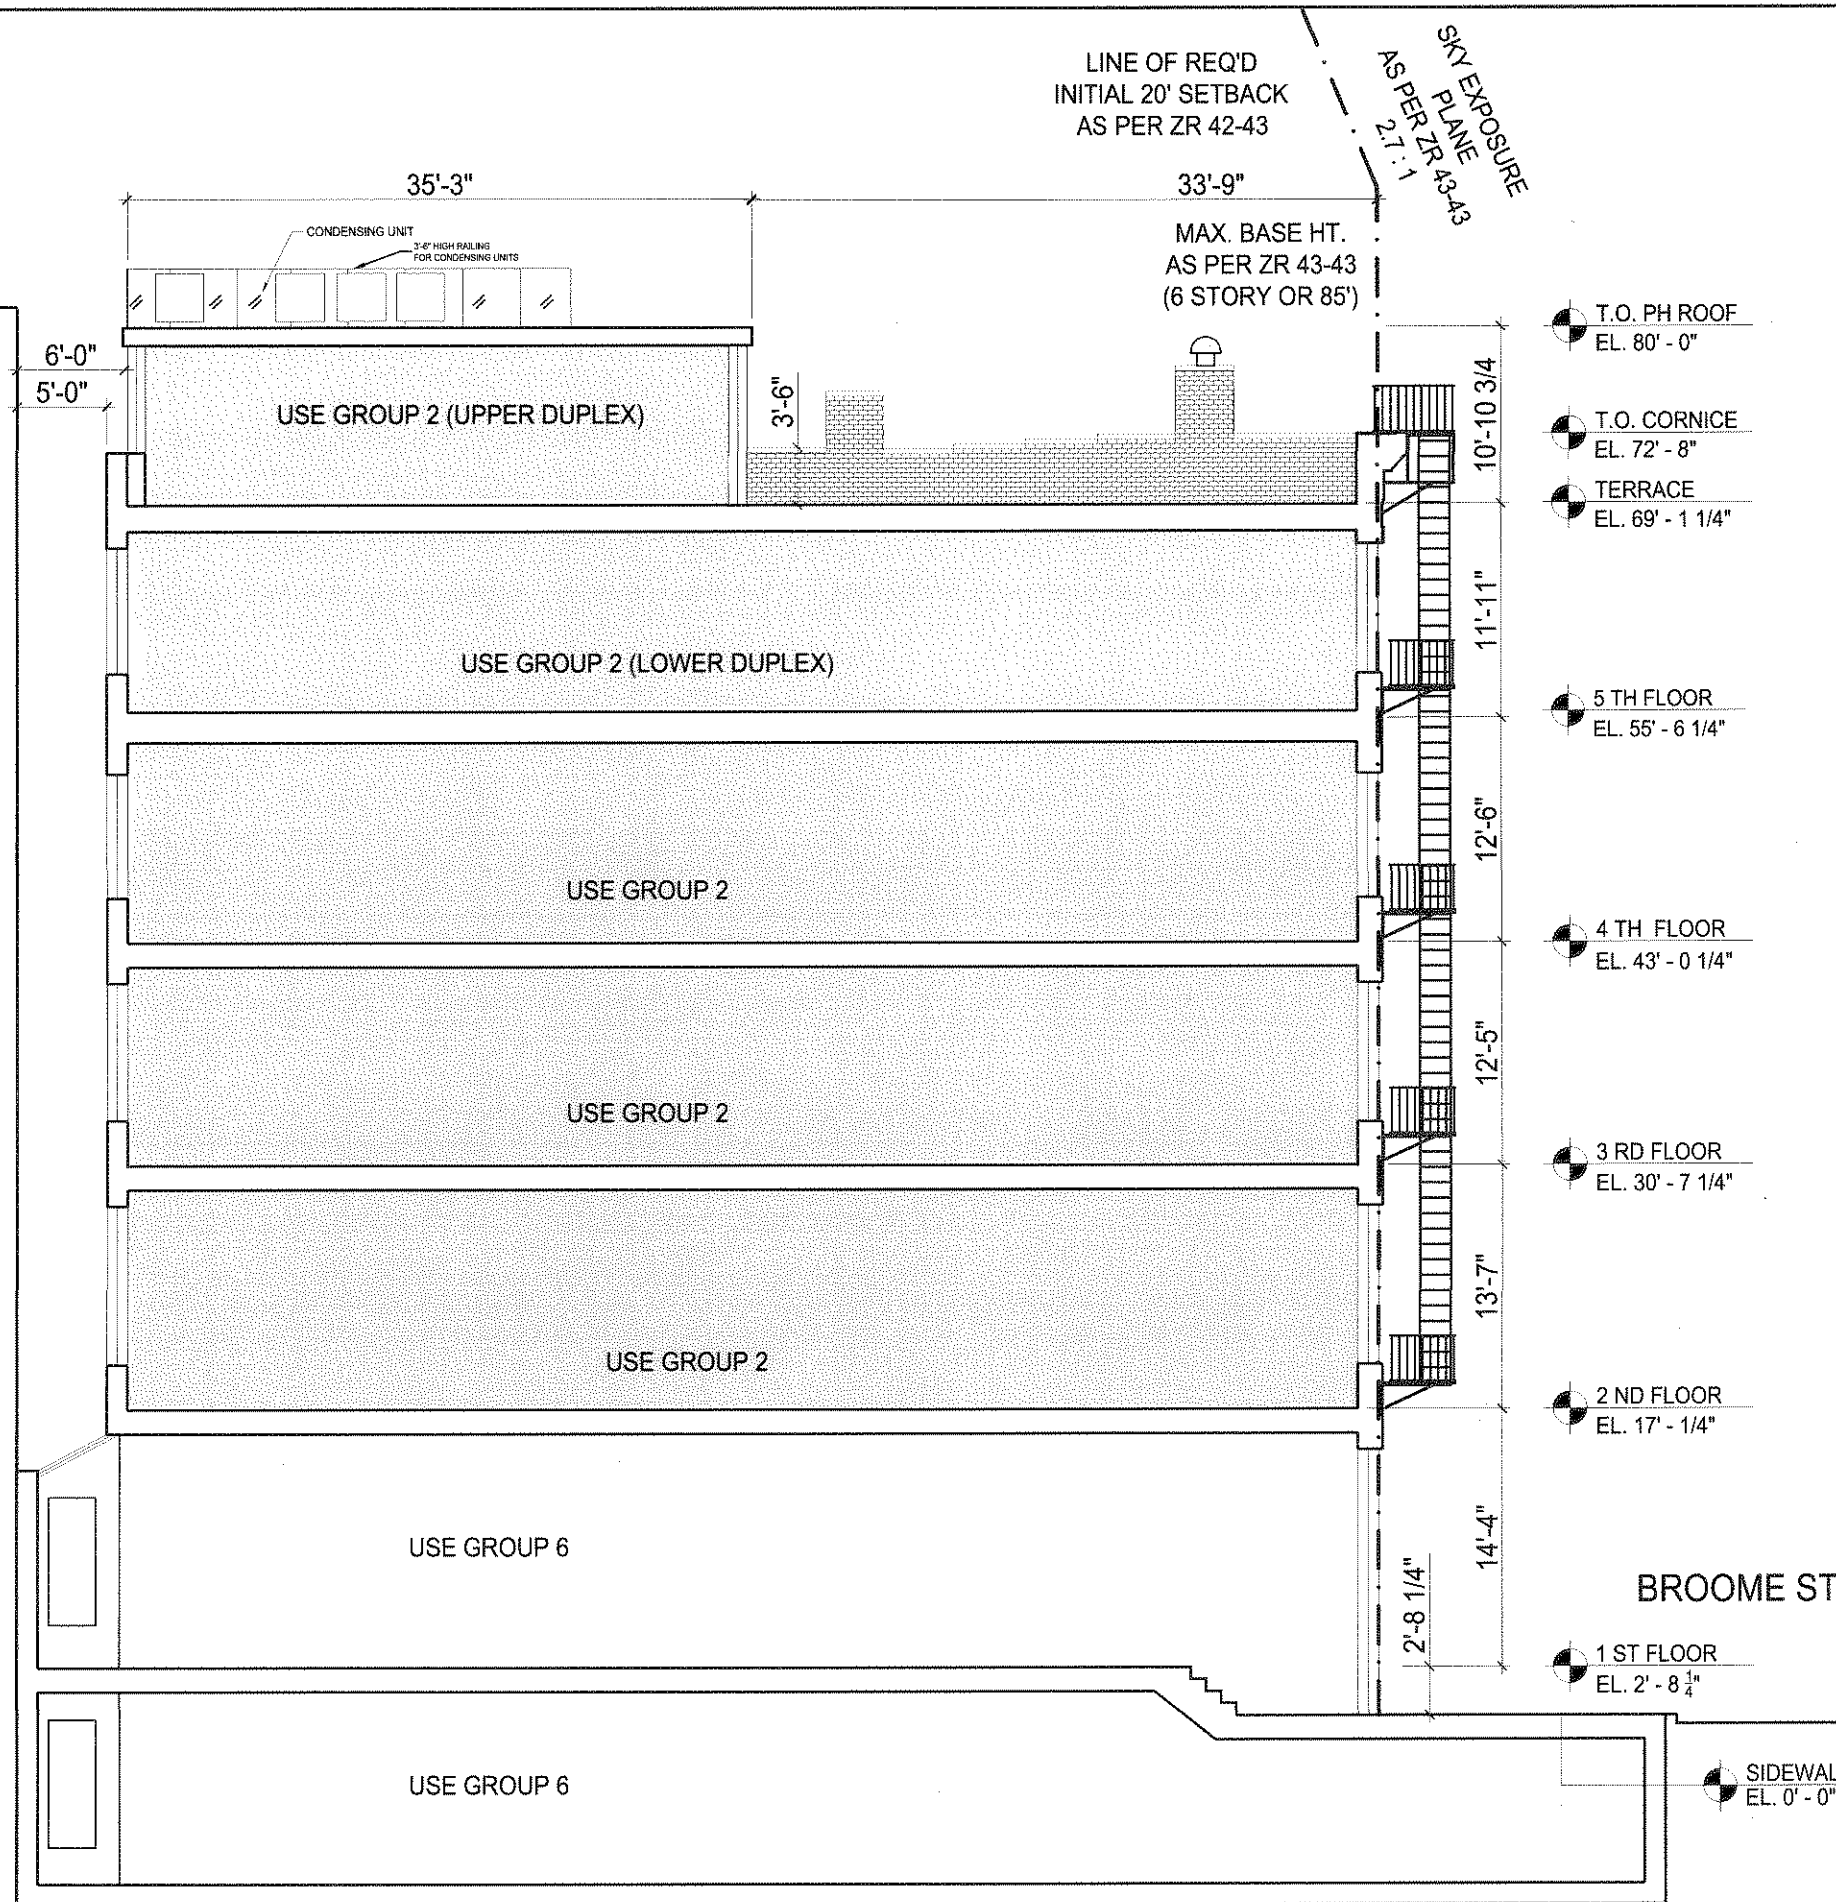 LINE OF REQ'D
INITIAL 20' SETBACK
AS PER ZR 42-43
SKY EXPOSURE
PLANE
AS PER ZR 43-43
2.7 : 1
35'-3"
33'-9"
MAX. BASE HT.
AS PER ZR 43-43
(6 STORY OR 85')
CONDENSING UNIT
3'-6" HIGH RAILING
FOR CONDENSING UNITS
6'-0"
5'-0"
USE GROUP 2 (UPPER DUPLEX)
3'-6"
10'-10 3/4
T.O. PH ROOF
EL. 80' - 0"
T.O. CORNICE
EL. 72' - 8"
TERRACE
EL. 69' - 1 1/4"
USE GROUP 2 (LOWER DUPLEX)
11'-11"
5 TH FLOOR
EL. 55' - 6 1/4"
USE GROUP 2
12'-6"
4 TH FLOOR
EL. 43' - 0 1/4"
USE GROUP 2
12'-5"
3 RD FLOOR
EL. 30' - 7 1/4"
USE GROUP 2
13'-7"
2 ND FLOOR
EL. 17' - 1/4"
USE GROUP 6
14'-4"
2'-8 1/4"
BROOME ST
1 ST FLOOR
EL. 2' - 8 1/4"
USE GROUP 6
SIDEWAL
EL. 0' - 0"